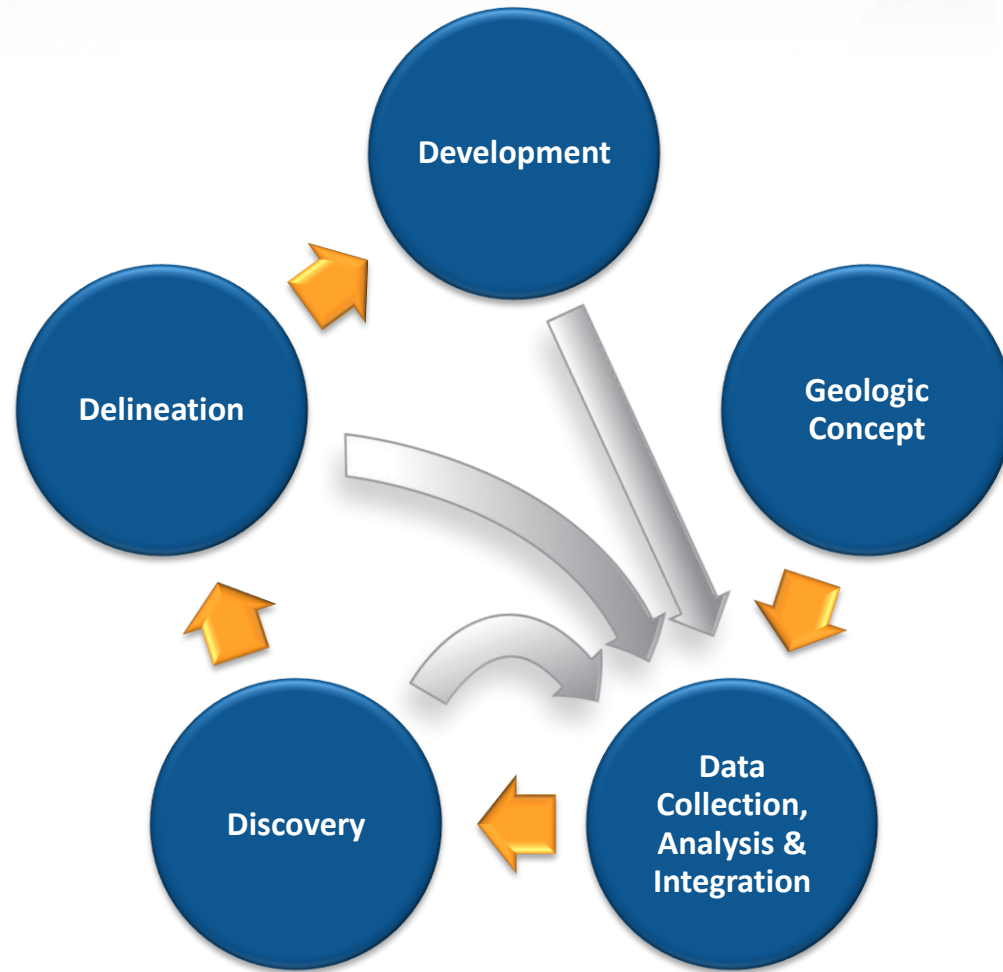 Development
Geologic
Concept
Delineation
Data
Collection,
Analysis &
Integration
Discovery